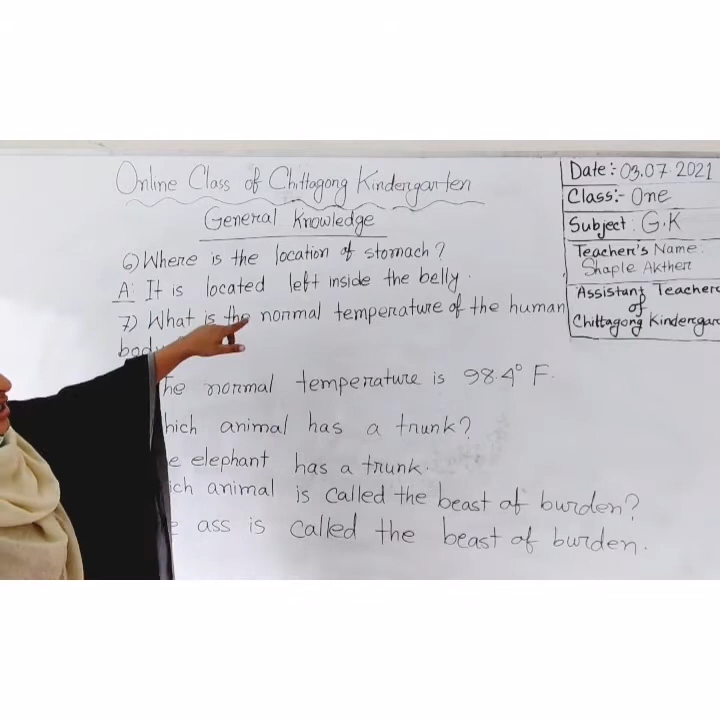 Online Class of Chittagong Kindergarten
General Knowledge
6) Where is the location of stomach?
A: It is located left inside the belly.
7) What is the normal temperature of the human
body
he normal temperature is 98.4° F.
hich animal has a trunk?
e elephant has a trunk.
ich animal is called the beast of burden?
e ass is called the beast of burden.
Date: 03.07.2021
Class:- One
Subject: G.K
Teacher's Name:
Shaple Akther
Assistant Teacher
of
Chittagong Kindergar